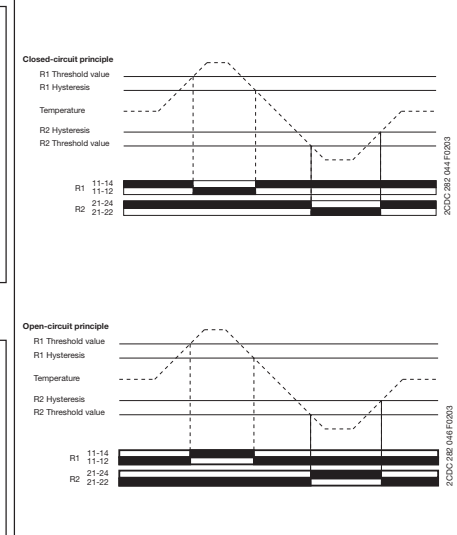 Closed-circuit principle
R1 Threshold value
R1 Hysteresis
Temperature
R2 Hysteresis
R2 Threshold value
R1 11-14
11-12
R2 21-24
21-22
2CDC 282 044 F0203
Open-circuit principle
R1 Threshold value
R1 Hysteresis
Temperature
R2 Hysteresis
R2 Threshold value
R1 11-14
11-12
R2 21-24
21-22
2CDC 282 046 F0203